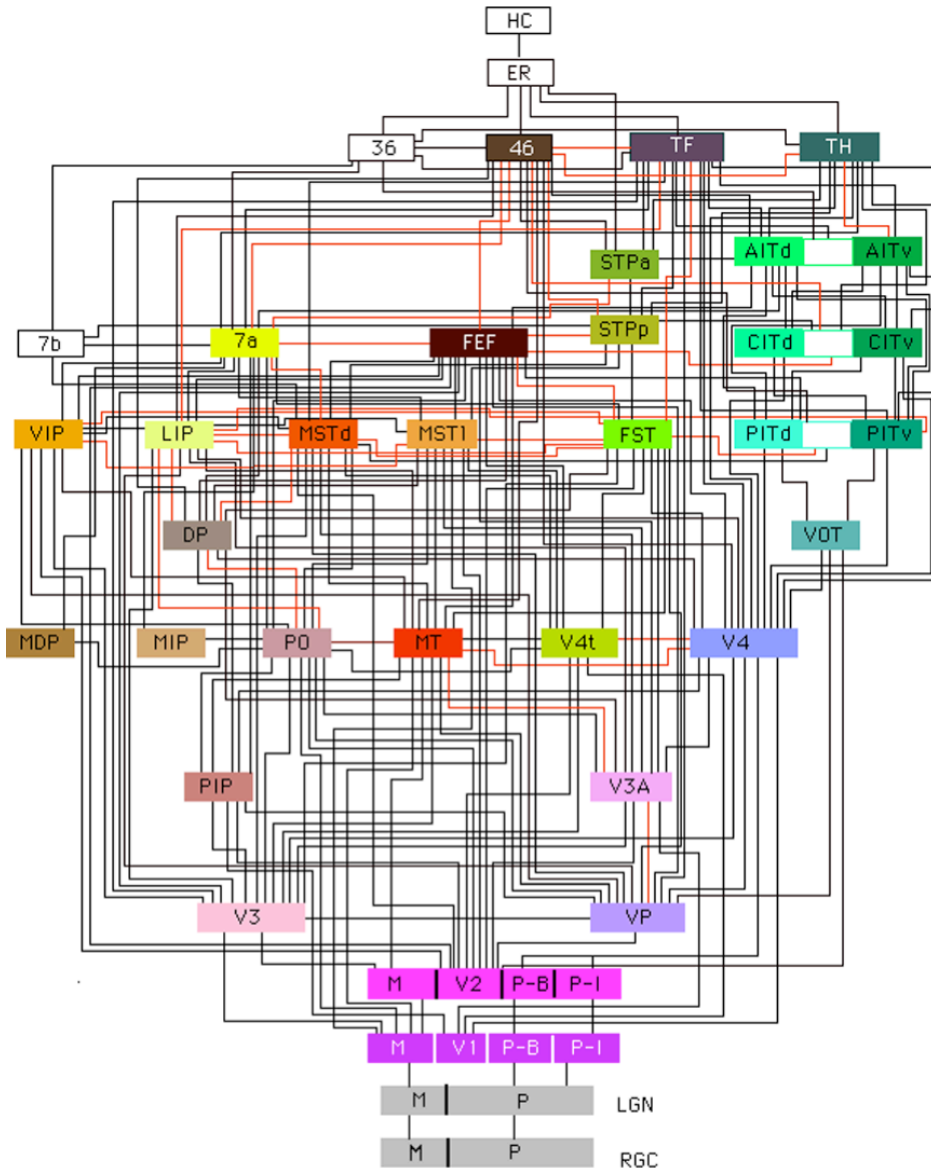 HC
ER
36 46 TF TH
STPa AITd AITv
7b 7a FEF STPp CITd CITv
VIP LIP MSTd MSTl FST PITd PITv
DP VOT
MDP MIP PO MT V4t V4
PIP V3A
V3 VP
M V2 P-B P-I
M V1 P-B P-I
M P LGN
M P RGC